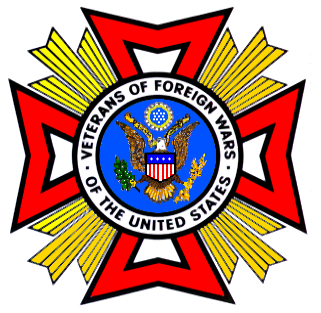 · VETERANS OF FOREIGN WARS ·
OF THE UNITED STATES